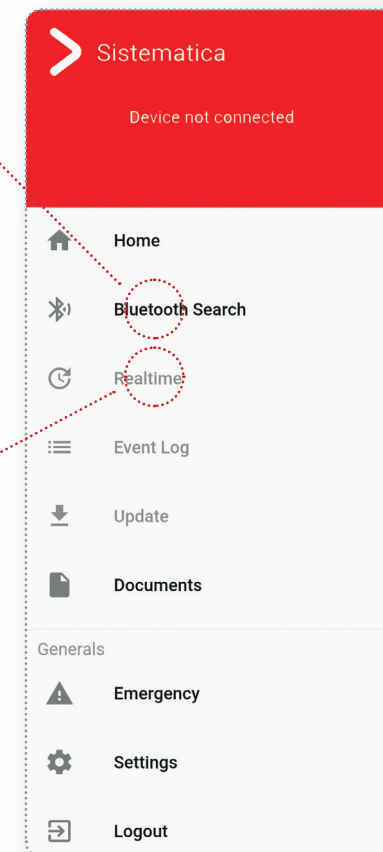 Sistematica
Device not connected
Home
Bluetooth Search
Realtime
Event Log
Update
Documents
Generals
Emergency
Settings
Logout